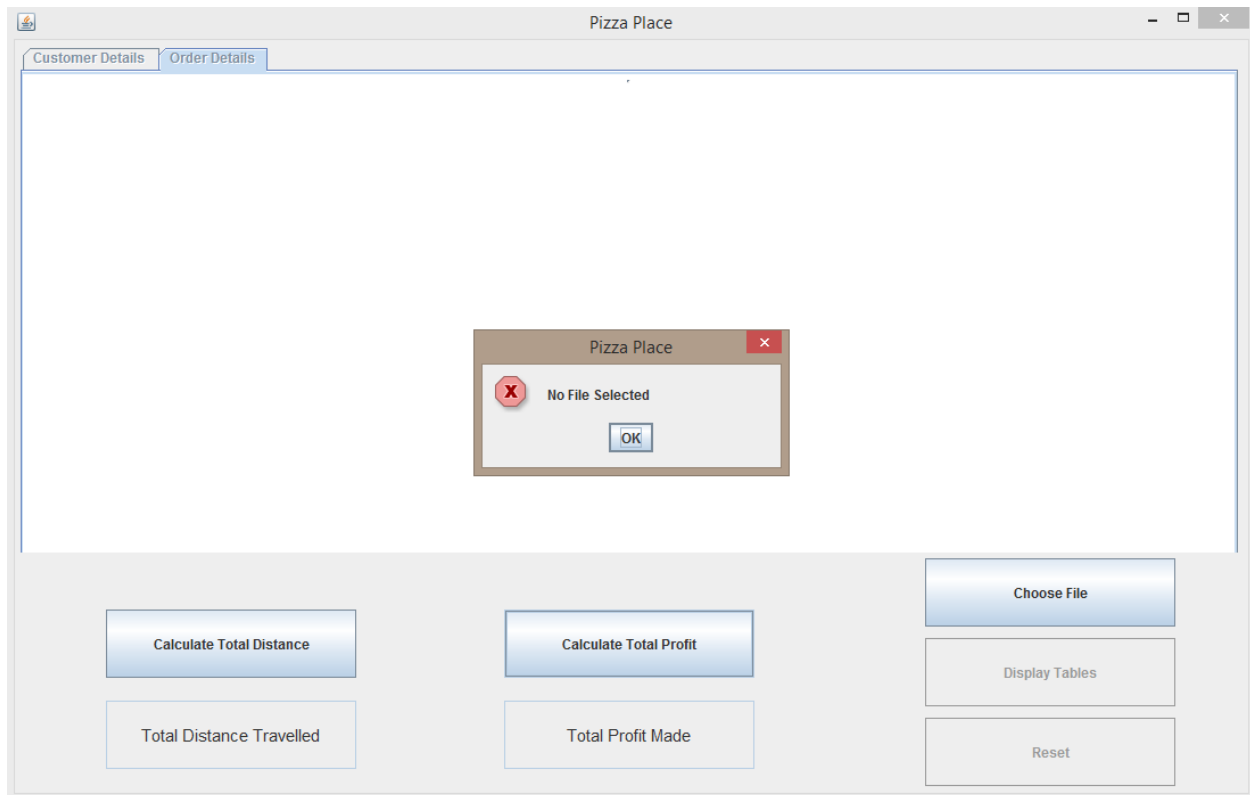 Pizza Place
Customer Details
Order Details
Pizza Place
X
No File Selected
OK
Choose File
Calculate Total Distance
Calculate Total Profit
Display Tables
Total Distance Travelled
Total Profit Made
Reset